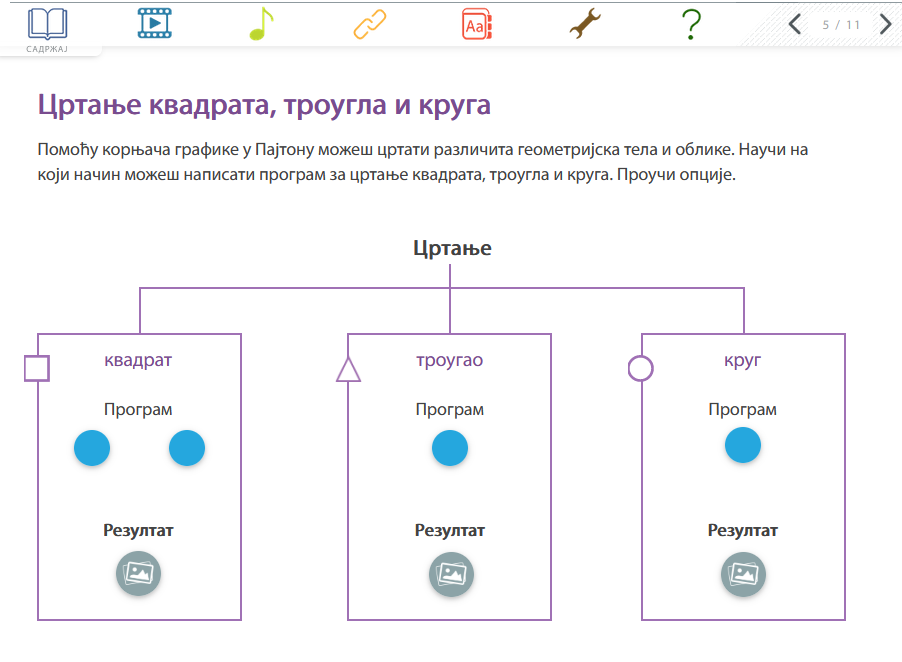 САДРЖАЈ
Aa
5 / 11
Цртање квадрата, троугла и круга
Помоћу корњача графике у Пајтону можеш цртати различита геометријска тела и облике. Научи на
који начин можеш написати програм за цртање квадрата, троугла и круга. Проучи опције.
Цртање
квадрат
троугао
круг
Програм
Програм
Програм
Резултат
Резултат
Резултат